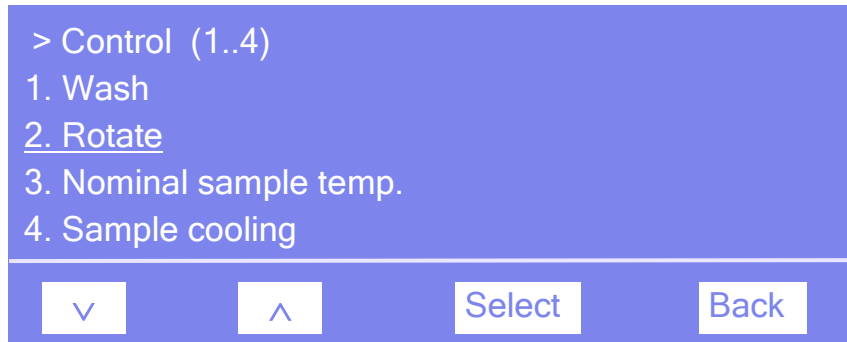 > Control (1..4)
1. Wash
2. Rotate
3. Nominal sample temp.
4. Sample cooling
∨ ∧ Select Back